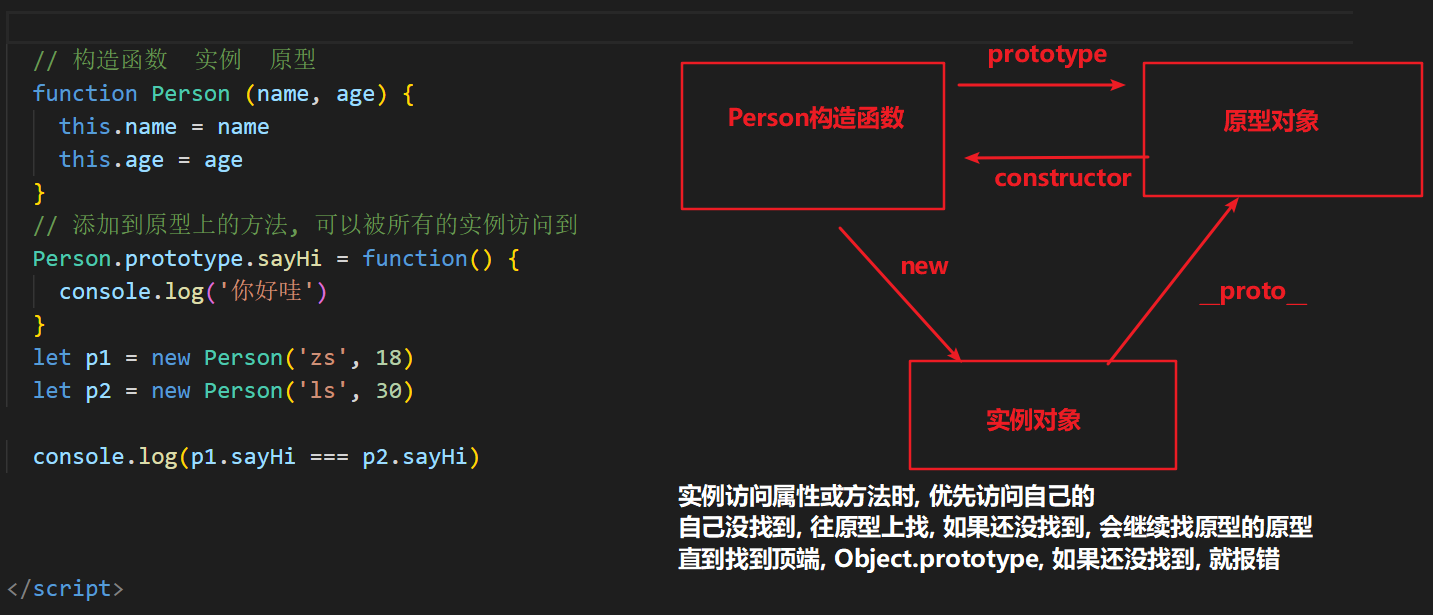 // 构造函数  实例  原型
function Person (name, age) {
  this.name = name
  this.age = age
}
// 添加到原型上的方法, 可以被所有的实例访问到
Person.prototype.sayHi = function() {
  console.log('你好哇')
}
let p1 = new Person('zs', 18)
let p2 = new Person('ls', 30)
console.log(p1.sayHi === p2.sayHi)
</script>
prototype
Person构造函数
原型对象
constructor
new
__proto__
实例对象
实例访问属性或方法时, 优先访问自己的
自己没找到, 往原型上找, 如果还没找到, 会继续找原型的原型
直到找到顶端, Object.prototype, 如果还没找到, 就报错